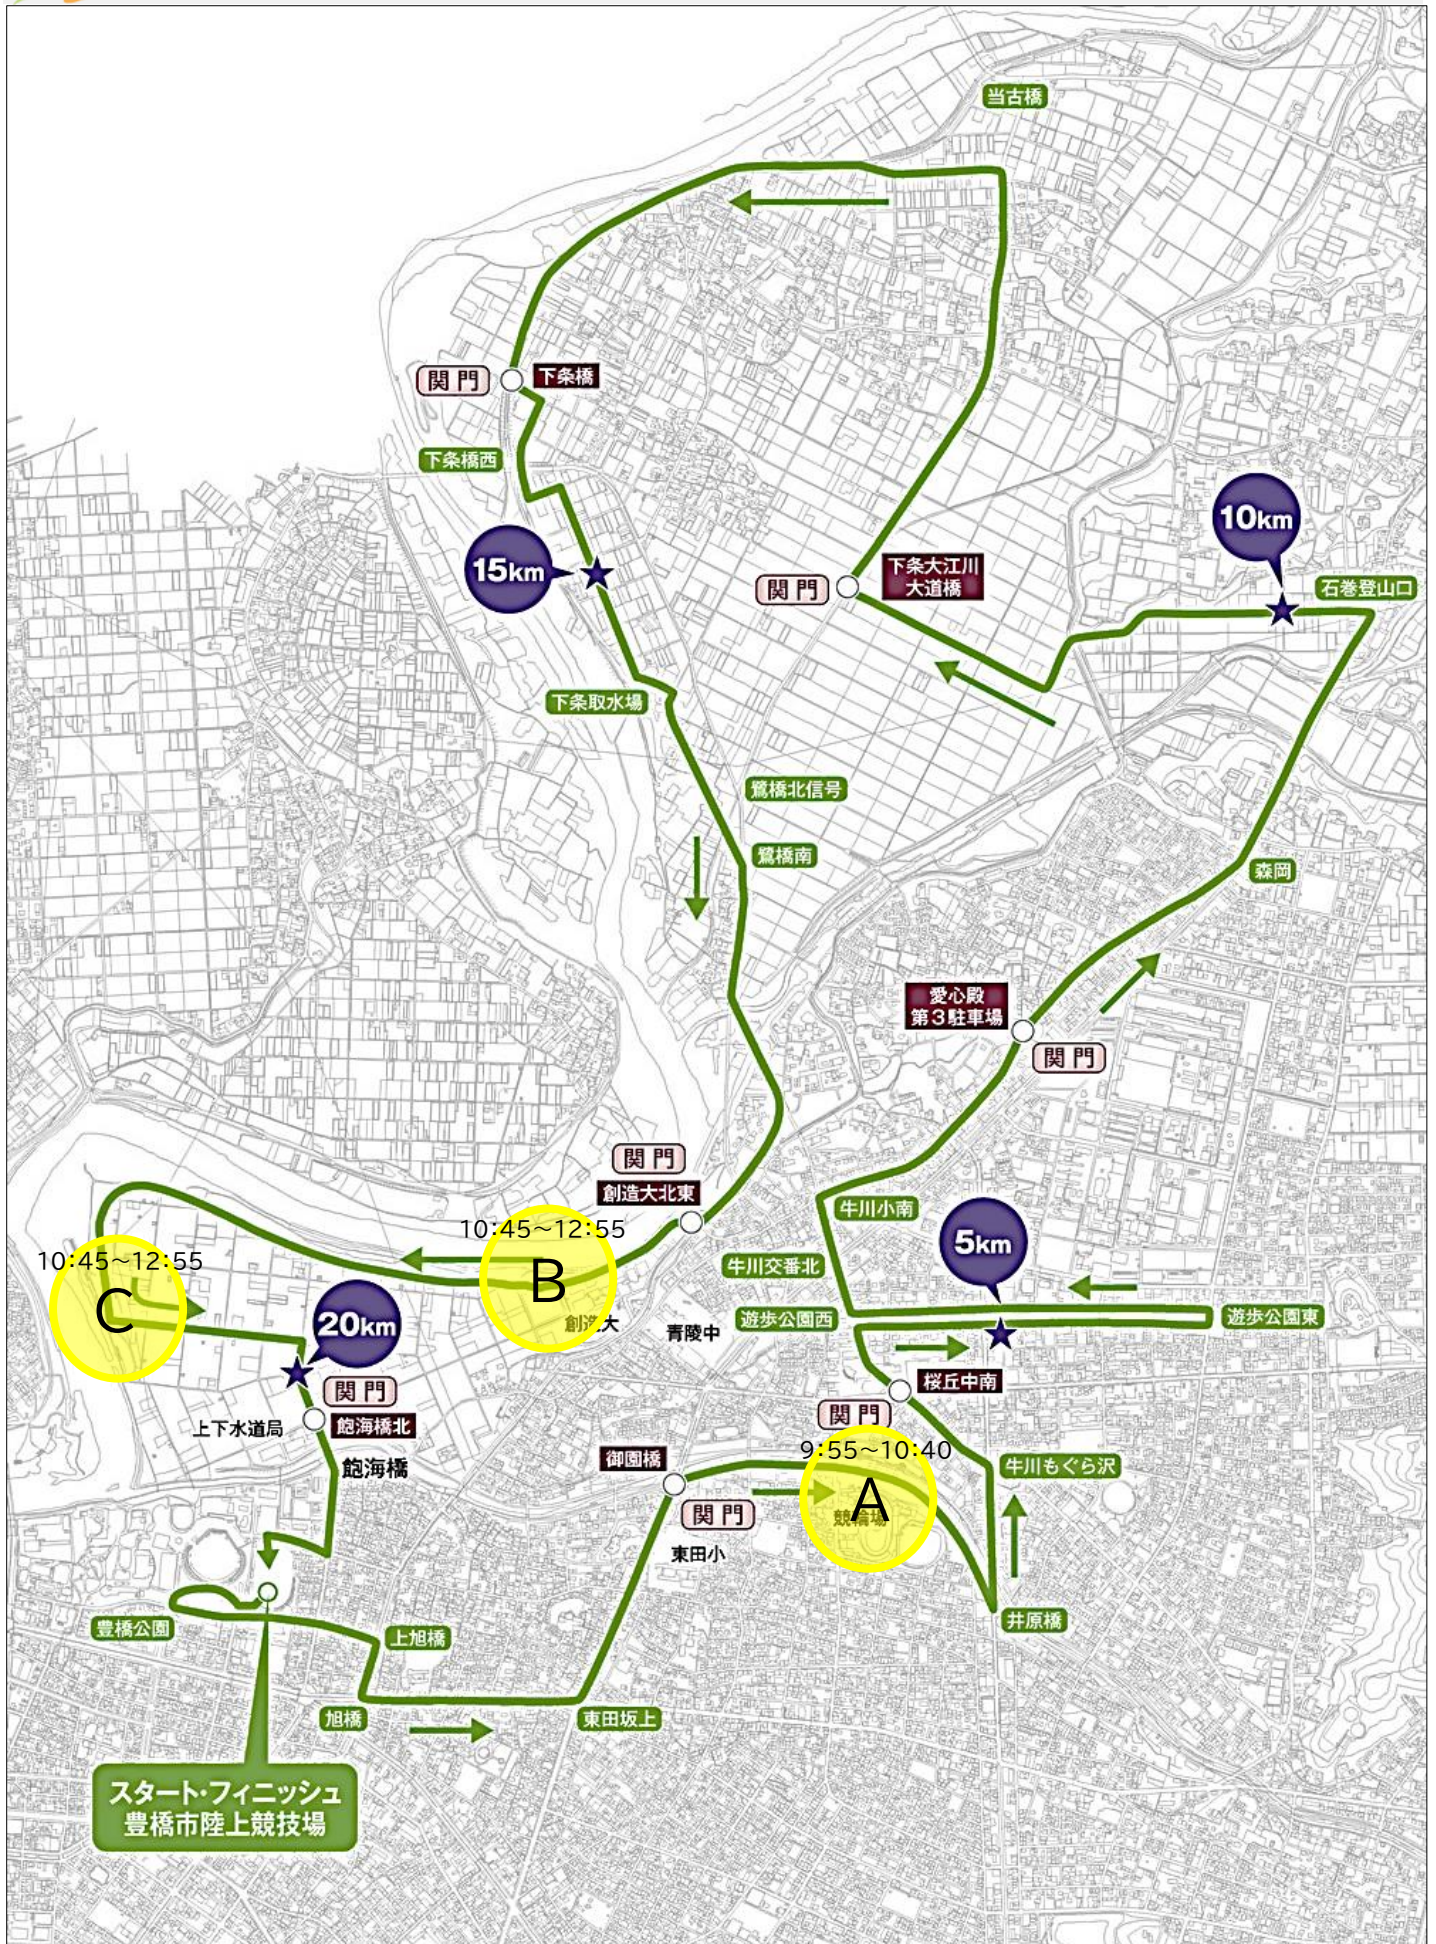 当古橋
関門
下条橋
下条橋西
10km
15km
下条大江川
大道橋
関門
石巻登山口
下条取水場
鷺橋北信号
鷺橋南
森岡
愛心殿
第3駐車場
関門
関門
創造大北東
牛川小南
10:45~12:55
B
5km
10:45~12:55
C
牛川交番北
遊歩公園西
遊歩公園東
創造大
青陵中
20km
桜丘中南
関門
関門
上下水道局
飽海橋北
飽海橋
御園橋
9:55~10:40
A
競輪場
牛川もぐら沢
関門
東田小
豊橋公園
上旭橋
井原橋
旭橋
東田坂上
スタート・フィニッシュ
豊橋市陸上競技場